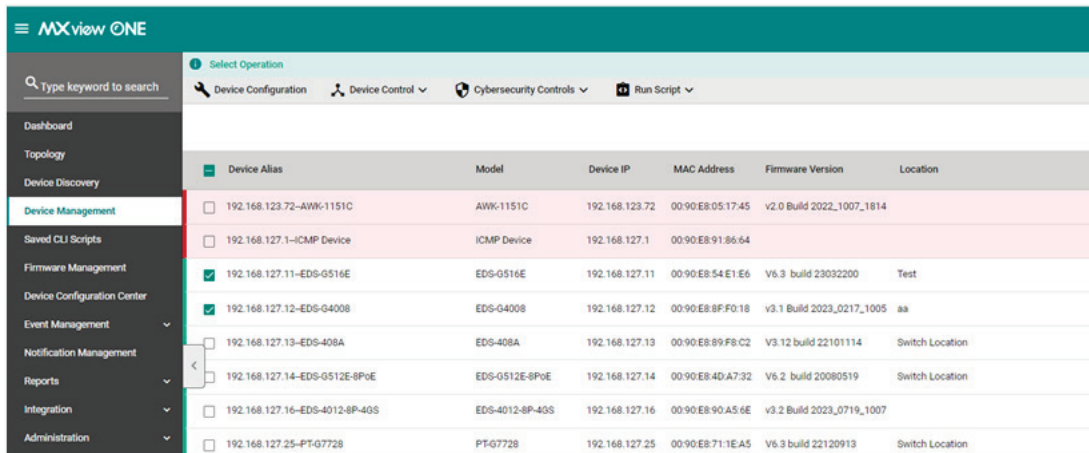 MXview ONE
Type keyword to search
Dashboard
Topology
Device Discovery
Device Management
Saved CLI Scripts
Firmware Management
Device Configuration Center
Event Management
Notification Management
Reports
Integration
Administration
Select Operation
Device Configuration Device Control Cybersecurity Controls Run Script
Device Alias Model Device IP MAC Address Firmware Version Location
192.168.123.72--AWK-1151C AWK-1151C 192.168.123.72 00:90:E8:05:17:45 v2.0 Build 2022_1007_1814
192.168.127.1--ICMP Device ICMP Device 192.168.127.1 00:90:E8:91:86:64
192.168.127.11--EDS-G516E EDS-G516E 192.168.127.11 00:90:E8:54:E1:E6 V6.3 build 23032200 Test
192.168.127.12--EDS-G4008 EDS-G4008 192.168.127.12 00:90:E8:8F:F0:18 v3.1 Build 2023_0217_1005 aa
192.168.127.13--EDS-408A EDS-408A 192.168.127.13 00:90:E8:89:F8:C2 V3.12 build 22101114 Switch Location
192.168.127.14--EDS-G512E-8PoE EDS-G512E-8PoE 192.168.127.14 00:90:E8:4D:A7:32 V6.2 build 20080519 Switch Location
192.168.127.16--EDS-4012-8P-4GS EDS-4012-8P-4GS 192.168.127.16 00:90:E8:90:A5:6E v3.2 Build 2023_0719_1007
192.168.127.25--PT-G7728 PT-G7728 192.168.127.25 00:90:E8:71:1E:A5 V6.3 build 22120913 Switch Location